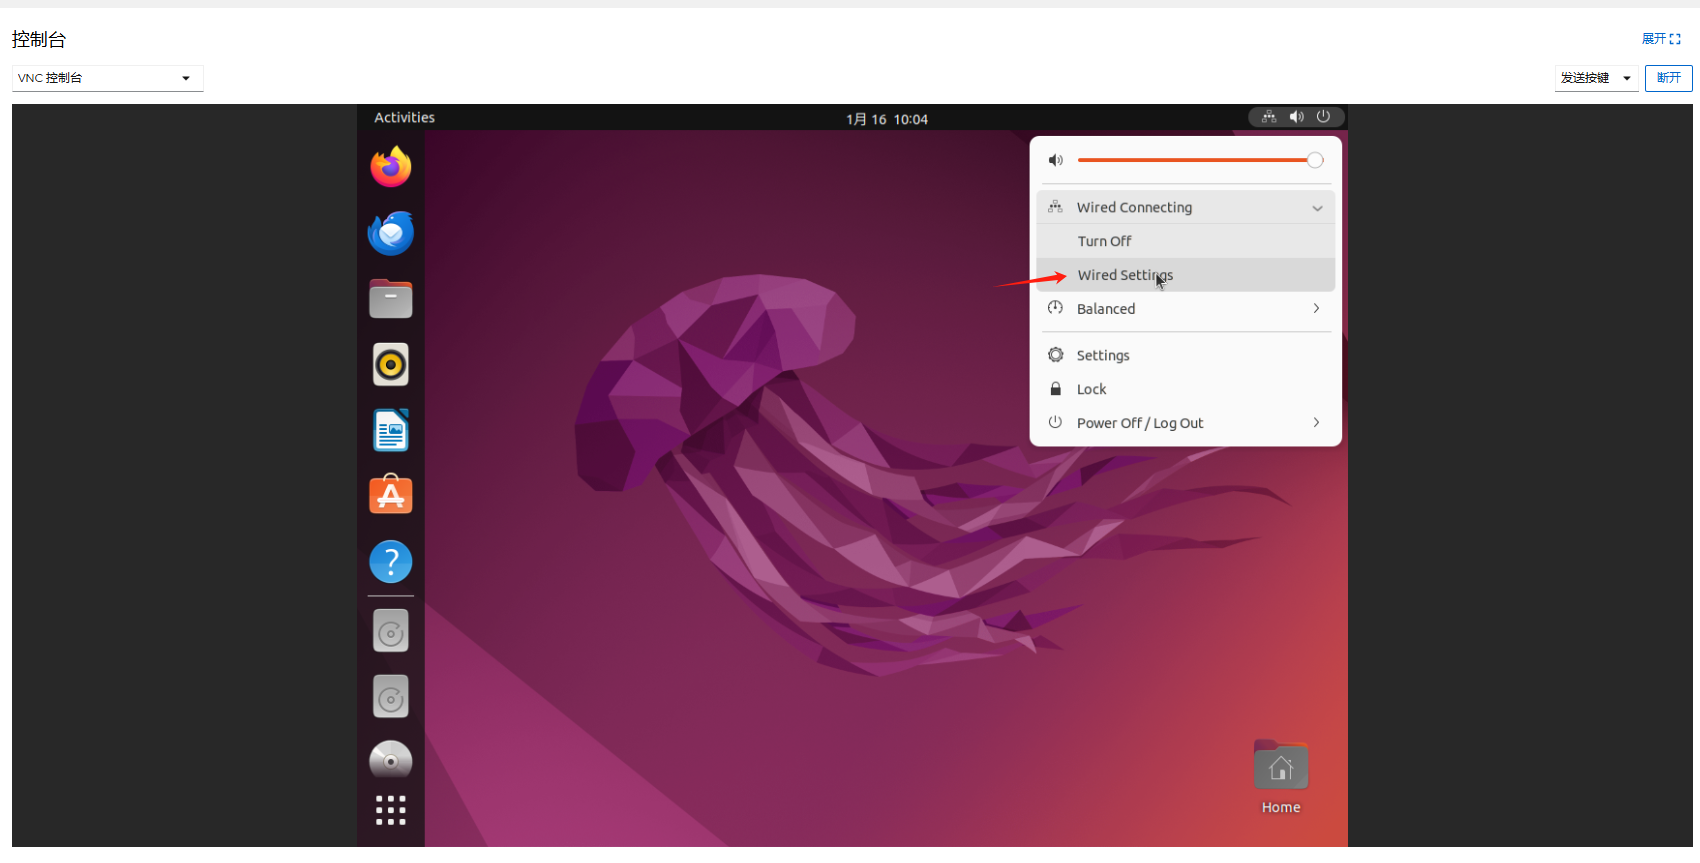 控制台
展开
VNC 控制台
发送按键
断开
Activities
1月 16 10:04
Wired Connecting
Turn Off
Wired Settings
Balanced
Settings
Lock
Power Off / Log Out
?
Home